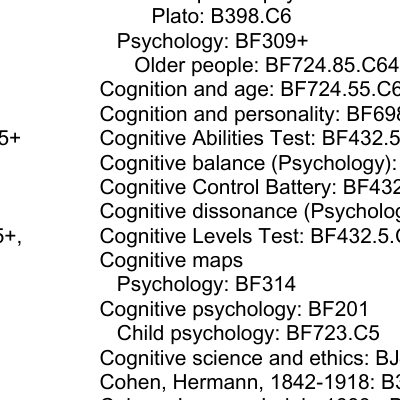 Plato: B398.C6
Psychology: BF309+
Older people: BF724.85.C64
Cognition and age: BF724.55.C6
Cognition and personality: BF698
5+
Cognitive Abilities Test: BF432.5
Cognitive balance (Psychology):
Cognitive Control Battery: BF432
Cognitive dissonance (Psycholog
5+,
Cognitive Levels Test: BF432.5.C
Cognitive maps
Psychology: BF314
Cognitive psychology: BF201
Child psychology: BF723.C5
Cognitive science and ethics: BJ
Cohen, Hermann, 1842-1918: B3